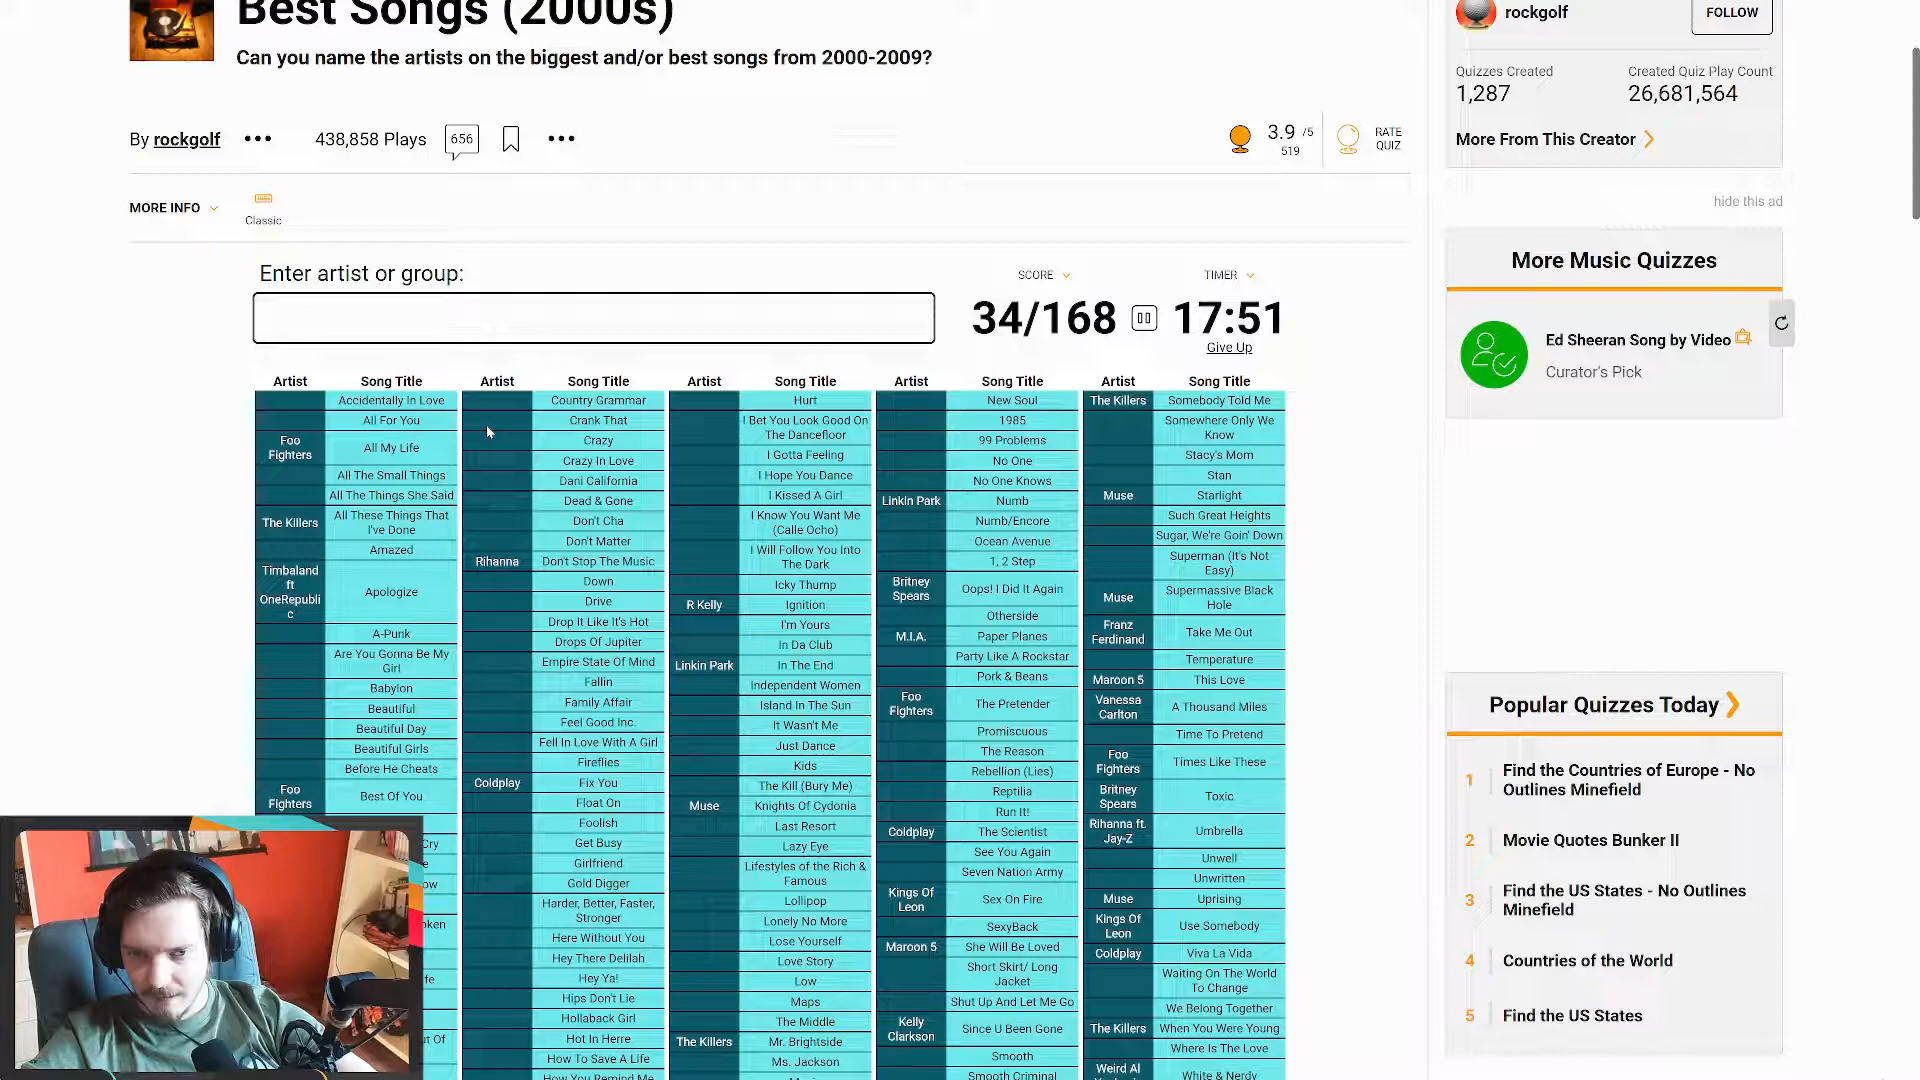 Best Songs (2000s)
Can you name the artists on the biggest and/or best songs from 2000-2009?
By rockgolf
438,858 Plays
656
3.9 /5
519
RATE
QUIZ
MORE INFO
Classic
Enter artist or group:
SCORE
34/168
TIMER
17:51
Give Up
Artist Song Title
Accidentally In Love
All For You
Foo
Fighters
All My Life
All The Small Things
All The Things She Said
The Killers
All These Things That
I've Done
Amazed
Timbaland
ft
OneRepubli
c
Apologize
A-Punk
Are You Gonna Be My
Girl
Babylon
Beautiful
Beautiful Day
Beautiful Girls
Before He Cheats
Foo
Fighters
Best Of You
Cry
e
ow
ken
fe
ut Of
Artist Song Title
Country Grammar
Crank That
Crazy
Crazy In Love
Dani California
Dead & Gone
Don't Cha
Don't Matter
Rihanna Don't Stop The Music
Down
Drive
Drop It Like It's Hot
Drops Of Jupiter
Empire State Of Mind
Fallin
Family Affair
Feel Good Inc.
Fell In Love With A Girl
Fireflies
Coldplay Fix You
Float On
Foolish
Get Busy
Girlfriend
Gold Digger
Harder, Better, Faster,
Stronger
Here Without You
Hey There Delilah
Hey Ya!
Hips Don't Lie
Hollaback Girl
Hot In Herre
How To Save A Life
How You Remind Me
Artist Song Title
Hurt
I Bet You Look Good On
The Dancefloor
I Gotta Feeling
I Hope You Dance
I Kissed A Girl
I Know You Want Me
(Calle Ocho)
I Will Follow You Into
The Dark
Icky Thump
R Kelly Ignition
I'm Yours
In Da Club
Linkin Park In The End
Independent Women
Island In The Sun
It Wasn't Me
Just Dance
Kids
The Kill (Bury Me)
Muse Knights Of Cydonia
Last Resort
Lazy Eye
Lifestyles of the Rich &
Famous
Lollipop
Lonely No More
Lose Yourself
Love Story
Low
Maps
The Middle
The Killers Mr. Brightside
Ms. Jackson
Artist Song Title
New Soul
1985
99 Problems
No One
No One Knows
Linkin Park Numb
Numb/Encore
Ocean Avenue
1, 2 Step
Britney
Spears
Oops! I Did It Again
Otherside
M.I.A. Paper Planes
Party Like A Rockstar
Pork & Beans
Foo
Fighters
The Pretender
Promiscuous
The Reason
Rebellion (Lies)
Reptilia
Run It!
Coldplay The Scientist
See You Again
Seven Nation Army
Kings Of
Leon
Sex On Fire
SexyBack
Maroon 5 She Will Be Loved
Short Skirt/ Long
Jacket
Shut Up And Let Me Go
Kelly
Clarkson
Since U Been Gone
Smooth
Smooth Criminal
Artist Song Title
The Killers Somebody Told Me
Somewhere Only We
Know
Stacy's Mom
Stan
Muse Starlight
Such Great Heights
Sugar, We're Goin' Down
Superman (It's Not
Easy)
Muse
Supermassive Black
Hole
Franz
Ferdinand
Take Me Out
Temperature
Maroon 5 This Love
Vanessa
Carlton
A Thousand Miles
Time To Pretend
Foo
Fighters
Times Like These
Britney
Spears
Toxic
Rihanna ft.
Jay-Z
Umbrella
Unwell
Unwritten
Muse Uprising
Kings Of
Leon
Use Somebody
Coldplay Viva La Vida
Waiting On The World
To Change
We Belong Together
The Killers When You Were Young
Where Is The Love
Weird Al
White & Nerdy
rockgolf
FOLLOW
Quizzes Created
1,287
Created Quiz Play Count
26,681,564
More From This Creator
hide this ad
More Music Quizzes
Ed Sheeran Song by Video
Curator's Pick
Popular Quizzes Today
1 Find the Countries of Europe - No
Outlines Minefield
2 Movie Quotes Bunker II
3 Find the US States - No Outlines
Minefield
4 Countries of the World
5 Find the US States